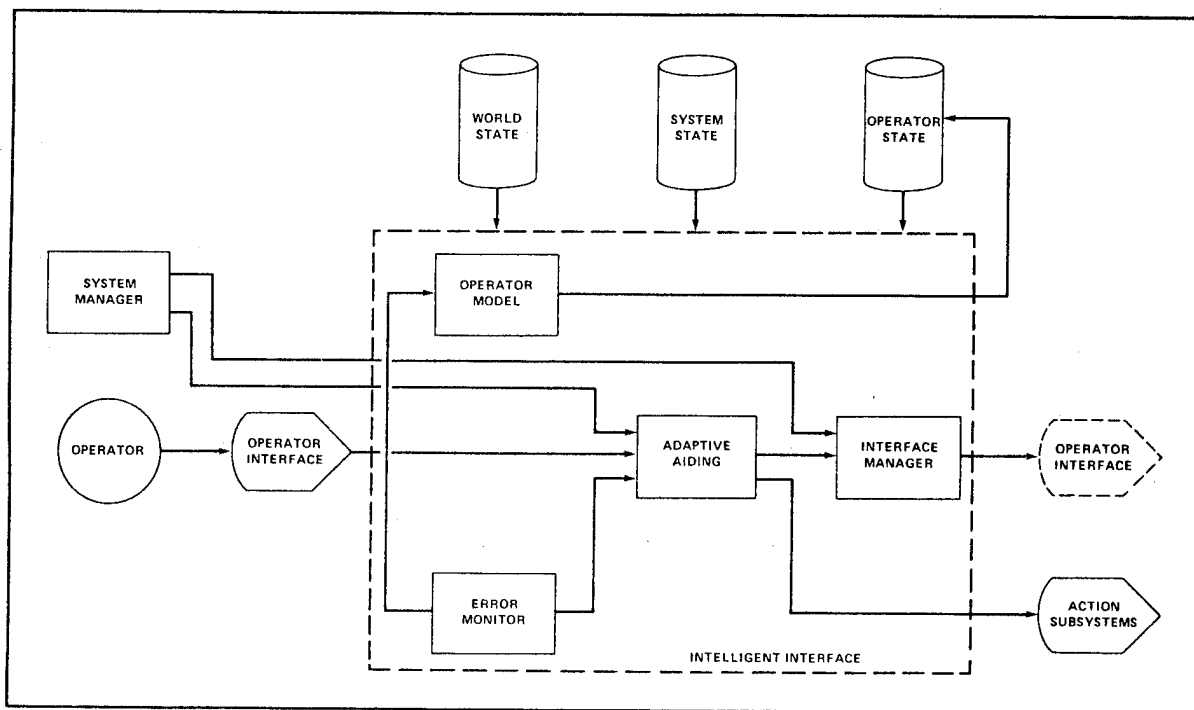 WORLD
STATE
SYSTEM
STATE
OPERATOR
STATE
SYSTEM
MANAGER
OPERATOR
MODEL
OPERATOR
OPERATOR
INTERFACE
ADAPTIVE
AIDING
INTERFACE
MANAGER
OPERATOR
INTERFACE
ERROR
MONITOR
ACTION
SUBSYSTEMS
INTELLIGENT INTERFACE